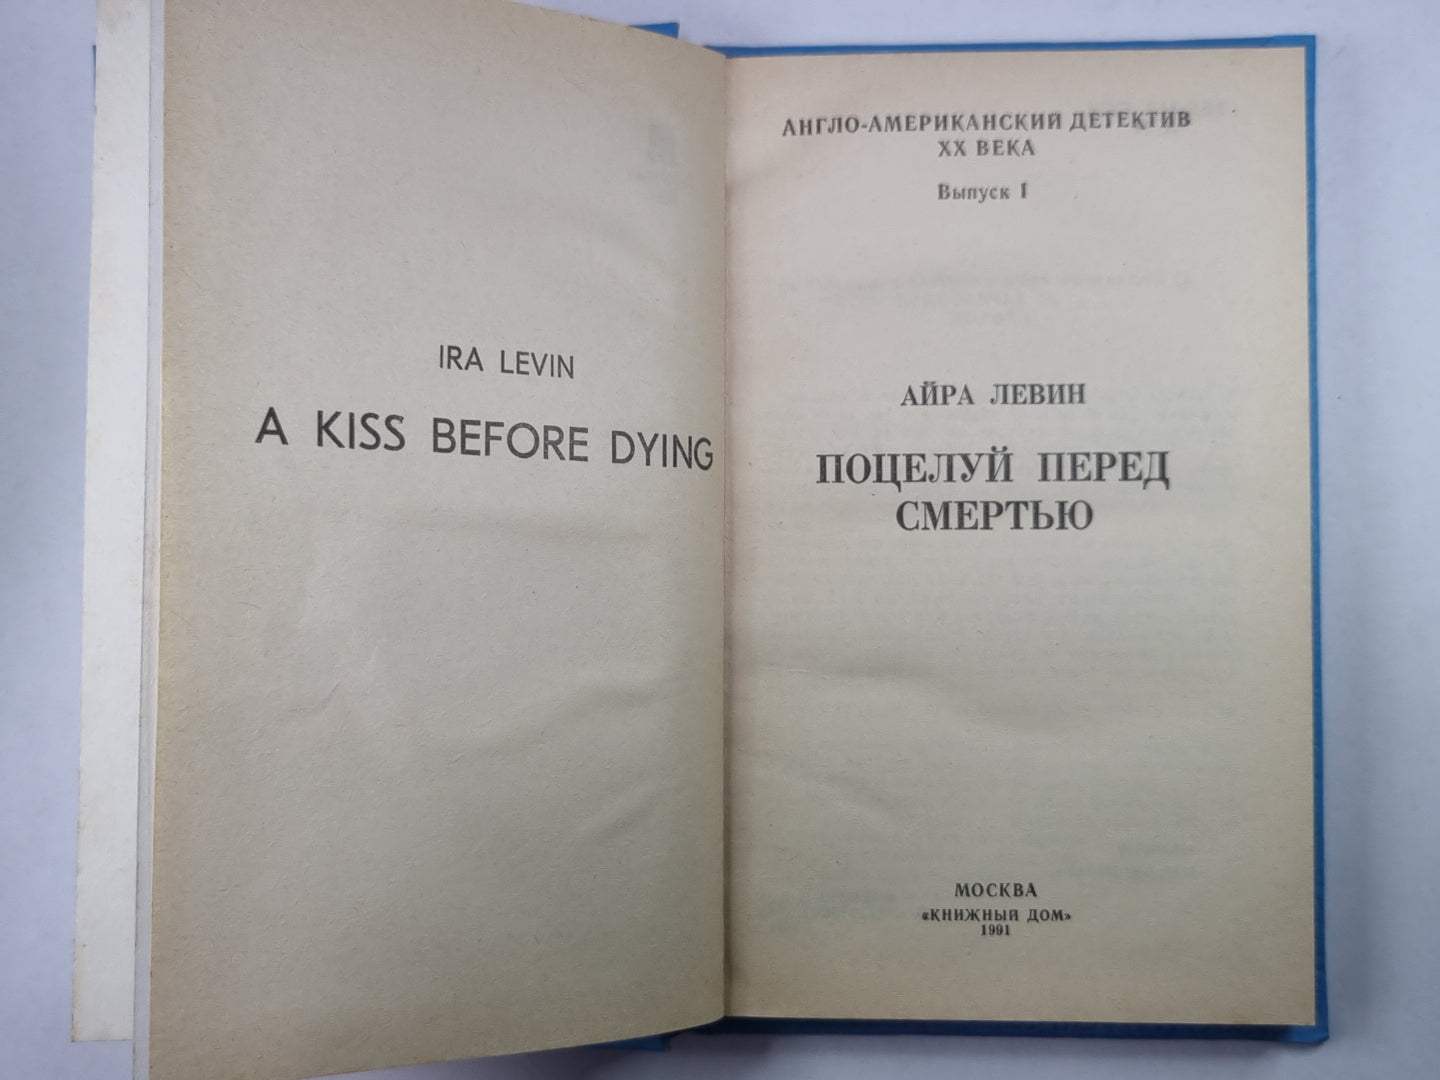 IRA LEVIN
A KISS BEFORE DYING
АНГЛО-АМЕРИКАНСКИЙ ДЕТЕКТИВ
XX ВЕКА
Выпуск I
АЙРА ЛЕВИН
ПОЦЕЛУЙ ПЕРЕД
СМЕРТЬЮ
МОСКВА
«КНИЖНЫЙ ДОМ»
1991